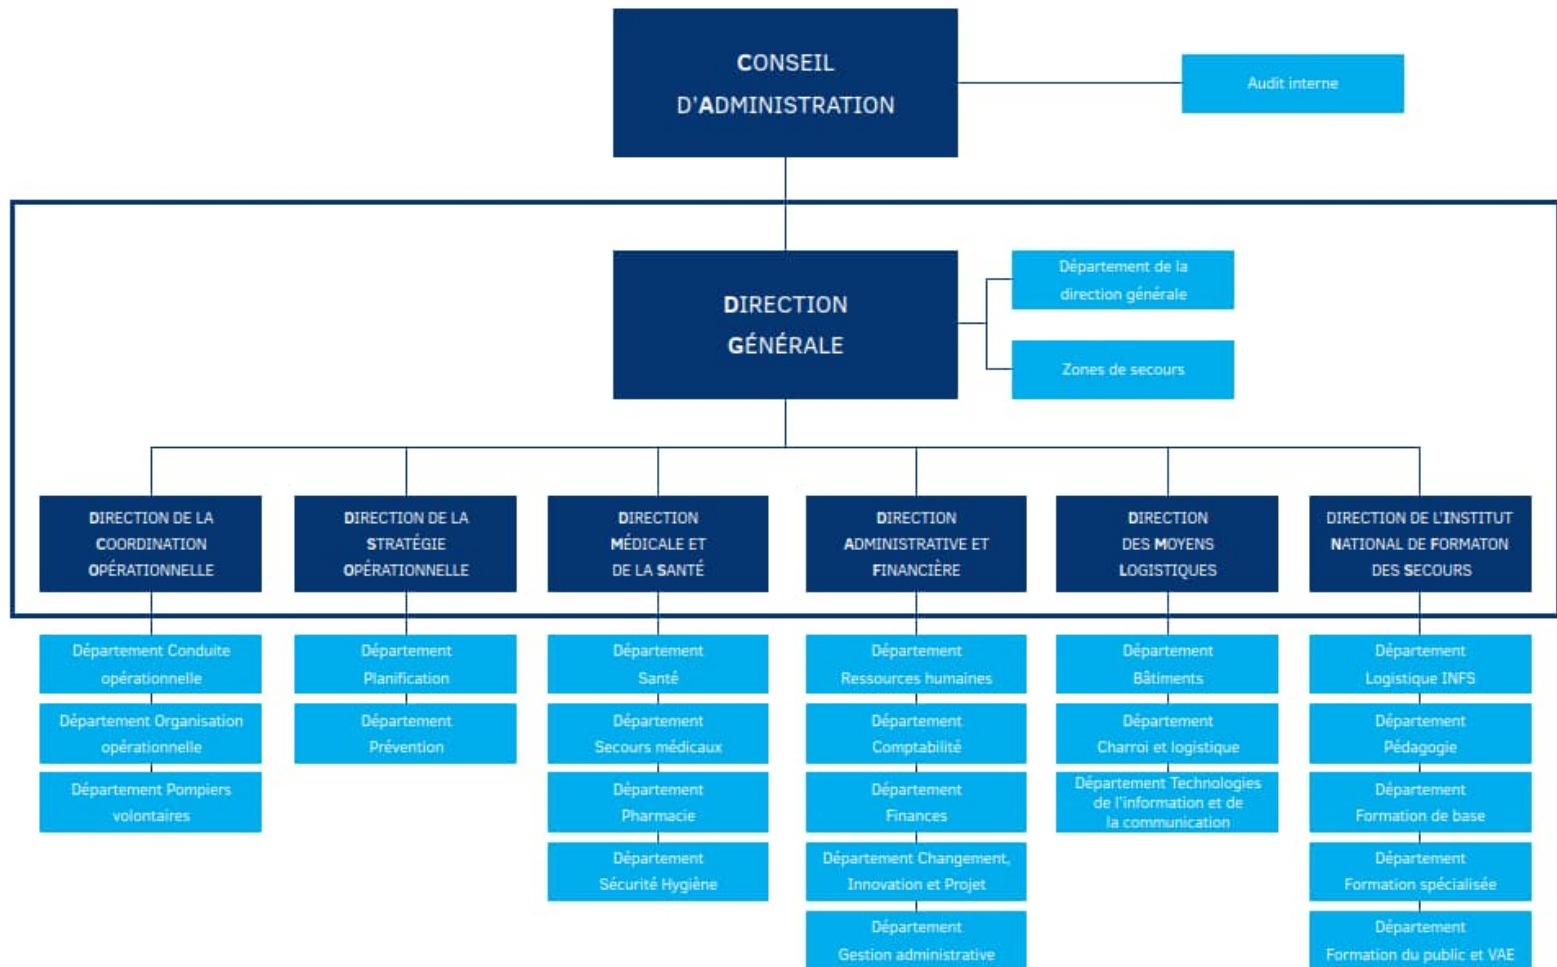 CONSEIL
D'ADMINISTRATION
Audit interne
DIRECTION
GÉNÉRALE
Département de la
direction générale
Zones de secours
DIRECTION DE LA
COORDINATION
OPÉRATIONNELLE
DIRECTION DE LA
STRATÉGIE
OPÉRATIONNELLE
DIRECTION
MÉDICALE ET
DE LA SANTÉ
DIRECTION
ADMINISTRATIVE ET
FINANCIÈRE
DIRECTION
DES MOYENS
LOGISTIQUES
DIRECTION DE L'INSTITUT
NATIONAL DE FORMATON
DES SECOURS
Département Conduite
opérationnelle
Département Organisation
opérationnelle
Département Pompiers
volontaires
Département
Planification
Département
Prévention
Département
Santé
Département
Secours médicaux
Département
Pharmacie
Département
Sécurité Hygiène
Département
Ressources humaines
Département
Comptabilité
Département
Finances
Département Changement,
Innovation et Projet
Département
Gestion administrative
Département
Bâtiments
Département
Charroi et logistique
Département Technologies
de l'information et de
la communication
Département
Logistique INFS
Département
Pédagogie
Département
Formation de base
Département
Formation spécialisée
Département
Formation du public et VAE